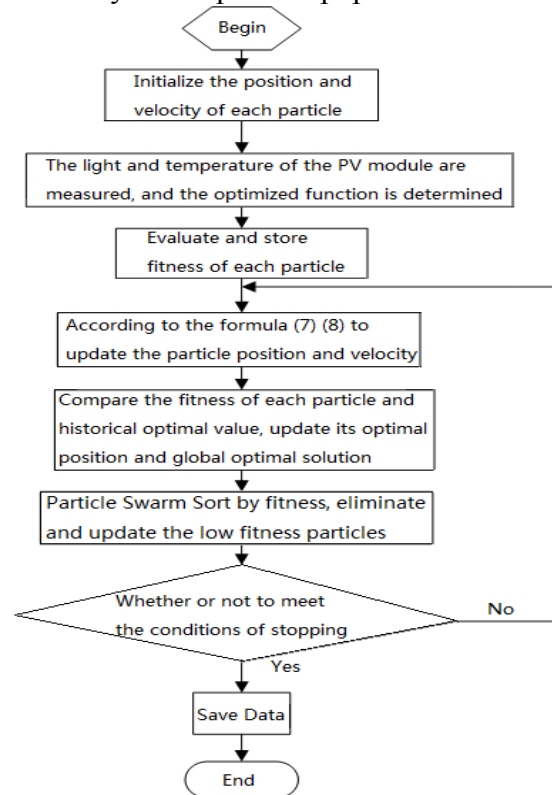 Begin
Initialize the position and
velocity of each particle
The light and temperature of the PV module are
measured, and the optimized function is determined
Evaluate and store
fitness of each particle
According to the formula (7) (8) to
update the particle position and velocity
Compare the fitness of each particle and
historical optimal value, update its optimal
position and global optimal solution
Particle Swarm Sort by fitness, eliminate
and update the low fitness particles
Whether or not to meet
the conditions of stopping
No
Yes
Save Data
End